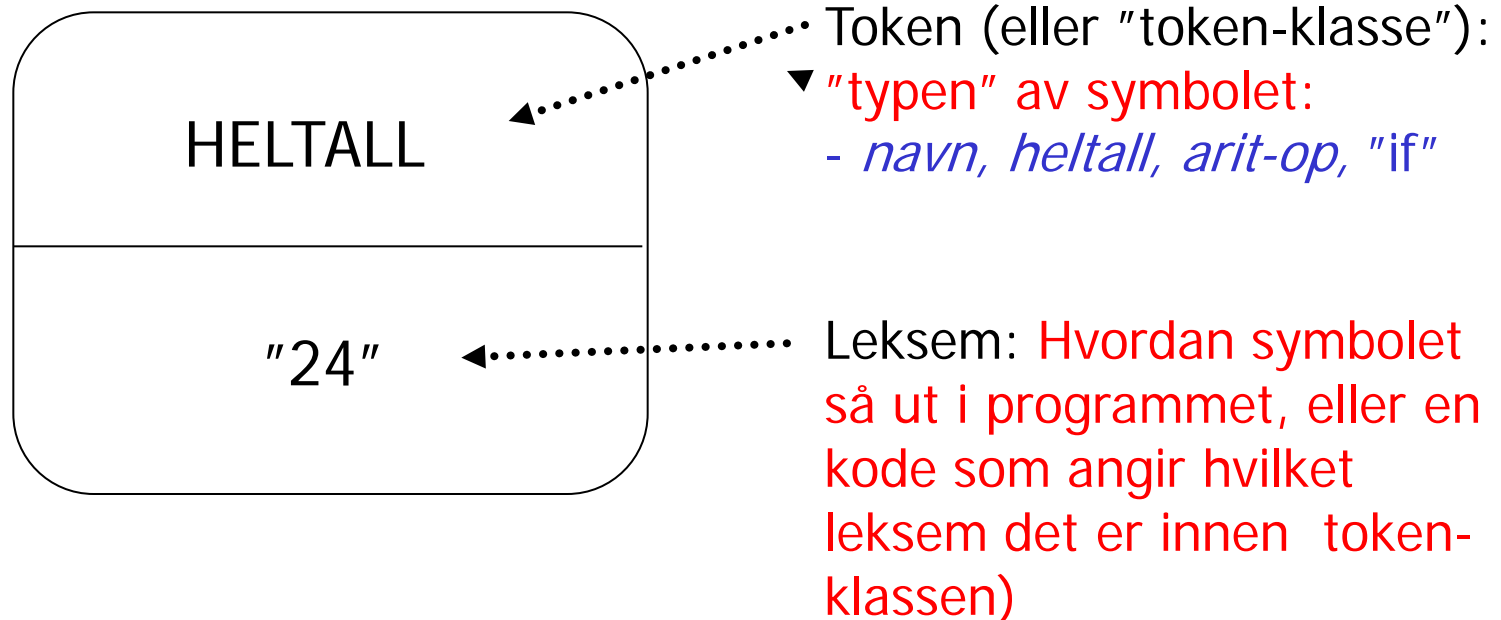 HELTALL
"24"
Token (eller "token-klasse"):
"typen" av symbolet:
- navn, heltall, arit-op, "if"
Leksem: Hvordan symbolet
så ut i programmet, eller en
kode som angir hvilket
leksem det er innen token-
klassen)